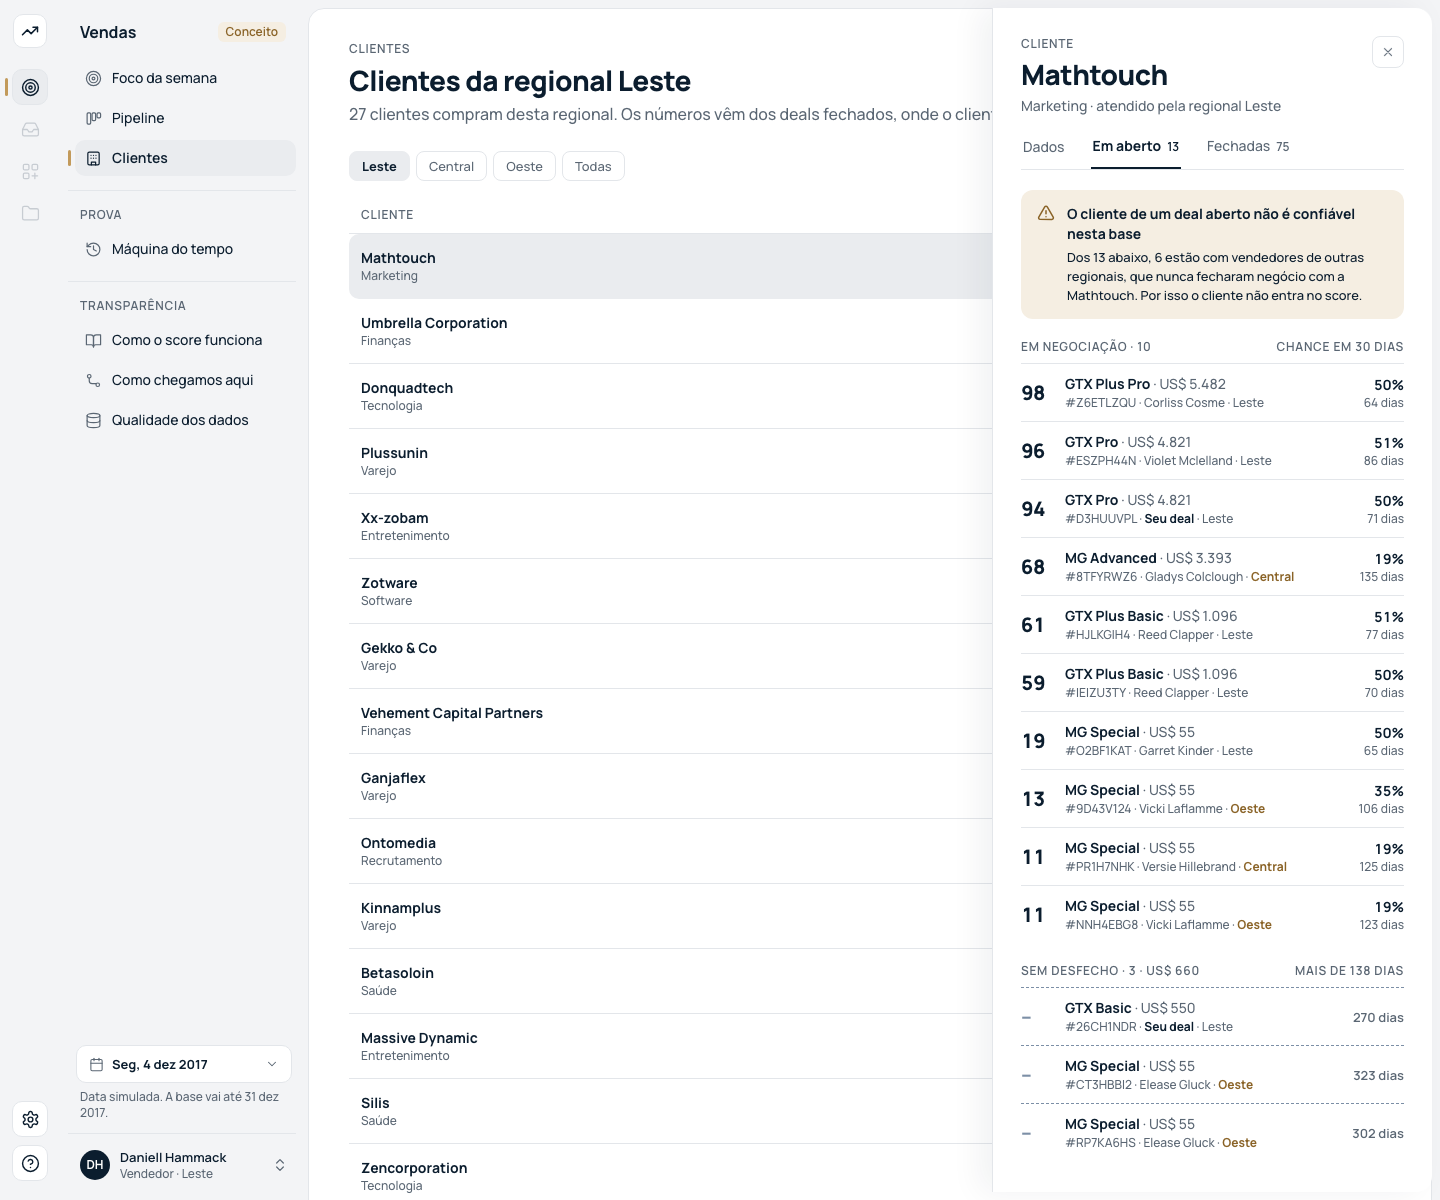 Vendas
Conceito
Foco da semana
Pipeline
Clientes
PROVA
Máquina do tempo
TRANSPARÊNCIA
Como o score funciona
Como chegamos aqui
Qualidade dos dados
Seg, 4 dez 2017
Data simulada. A base vai até 31 dez
2017.
DH
Daniell Hammack
Vendedor · Leste
CLIENTES
Clientes da regional Leste
27 clientes compram desta regional. Os números vêm dos deals fechados, onde o clien
Leste
Central
Oeste
Todas
CLIENTE
Mathtouch
Marketing
Umbrella Corporation
Finanças
Donquadtech
Tecnologia
Plussunin
Varejo
Xx-zobam
Entretenimento
Zotware
Software
Gekko & Co
Varejo
Vehement Capital Partners
Finanças
Ganjaflex
Varejo
Ontomedia
Recrutamento
Kinnamplus
Varejo
Betasoloin
Saúde
Massive Dynamic
Entretenimento
Silis
Saúde
Zencorporation
Tecnologia
CLIENTE
Mathtouch
Marketing · atendido pela regional Leste
Dados
Em aberto 13
Fechadas 75
O cliente de um deal aberto não é confiável
nesta base
Dos 13 abaixo, 6 estão com vendedores de outras
regionais, que nunca fecharam negócio com a
Mathtouch. Por isso o cliente não entra no score.
EM NEGOCIAÇÃO · 10 CHANCE EM 30 DIAS
98 GTX Plus Pro · US$ 5.482 50%
#Z6ETLZQU · Corliss Cosme · Leste 64 dias
96 GTX Pro · US$ 4.821 51%
#ESZPH44N · Violet Mclelland · Leste 86 dias
94 GTX Pro · US$ 4.821 50%
#D3HUUVPL · Seu deal · Leste 71 dias
68 MG Advanced · US$ 3.393 19%
#8TFYRWZ6 · Gladys Colclough · Central 135 dias
61 GTX Plus Basic · US$ 1.096 51%
#HJLKGIH4 · Reed Clapper · Leste 77 dias
59 GTX Plus Basic · US$ 1.096 50%
#IEIZU3TY · Reed Clapper · Leste 70 dias
19 MG Special · US$ 55 50%
#O2BF1KAT · Garret Kinder · Leste 65 dias
13 MG Special · US$ 55 35%
#9D43V124 · Vicki Laflamme · Oeste 106 dias
11 MG Special · US$ 55 19%
#PR1H7NHK · Versie Hillebrand · Central 125 dias
11 MG Special · US$ 55 19%
#NNH4EBG8 · Vicki Laflamme · Oeste 123 dias
SEM DESFECHO · 3 · US$ 660 MAIS DE 138 DIAS
– GTX Basic · US$ 550 270 dias
#26CH1NDR · Seu deal · Leste
– MG Special · US$ 55 323 dias
#CT3HBBI2 · Elease Gluck · Oeste
– MG Special · US$ 55 302 dias
#RP7KA6HS · Elease Gluck · Oeste